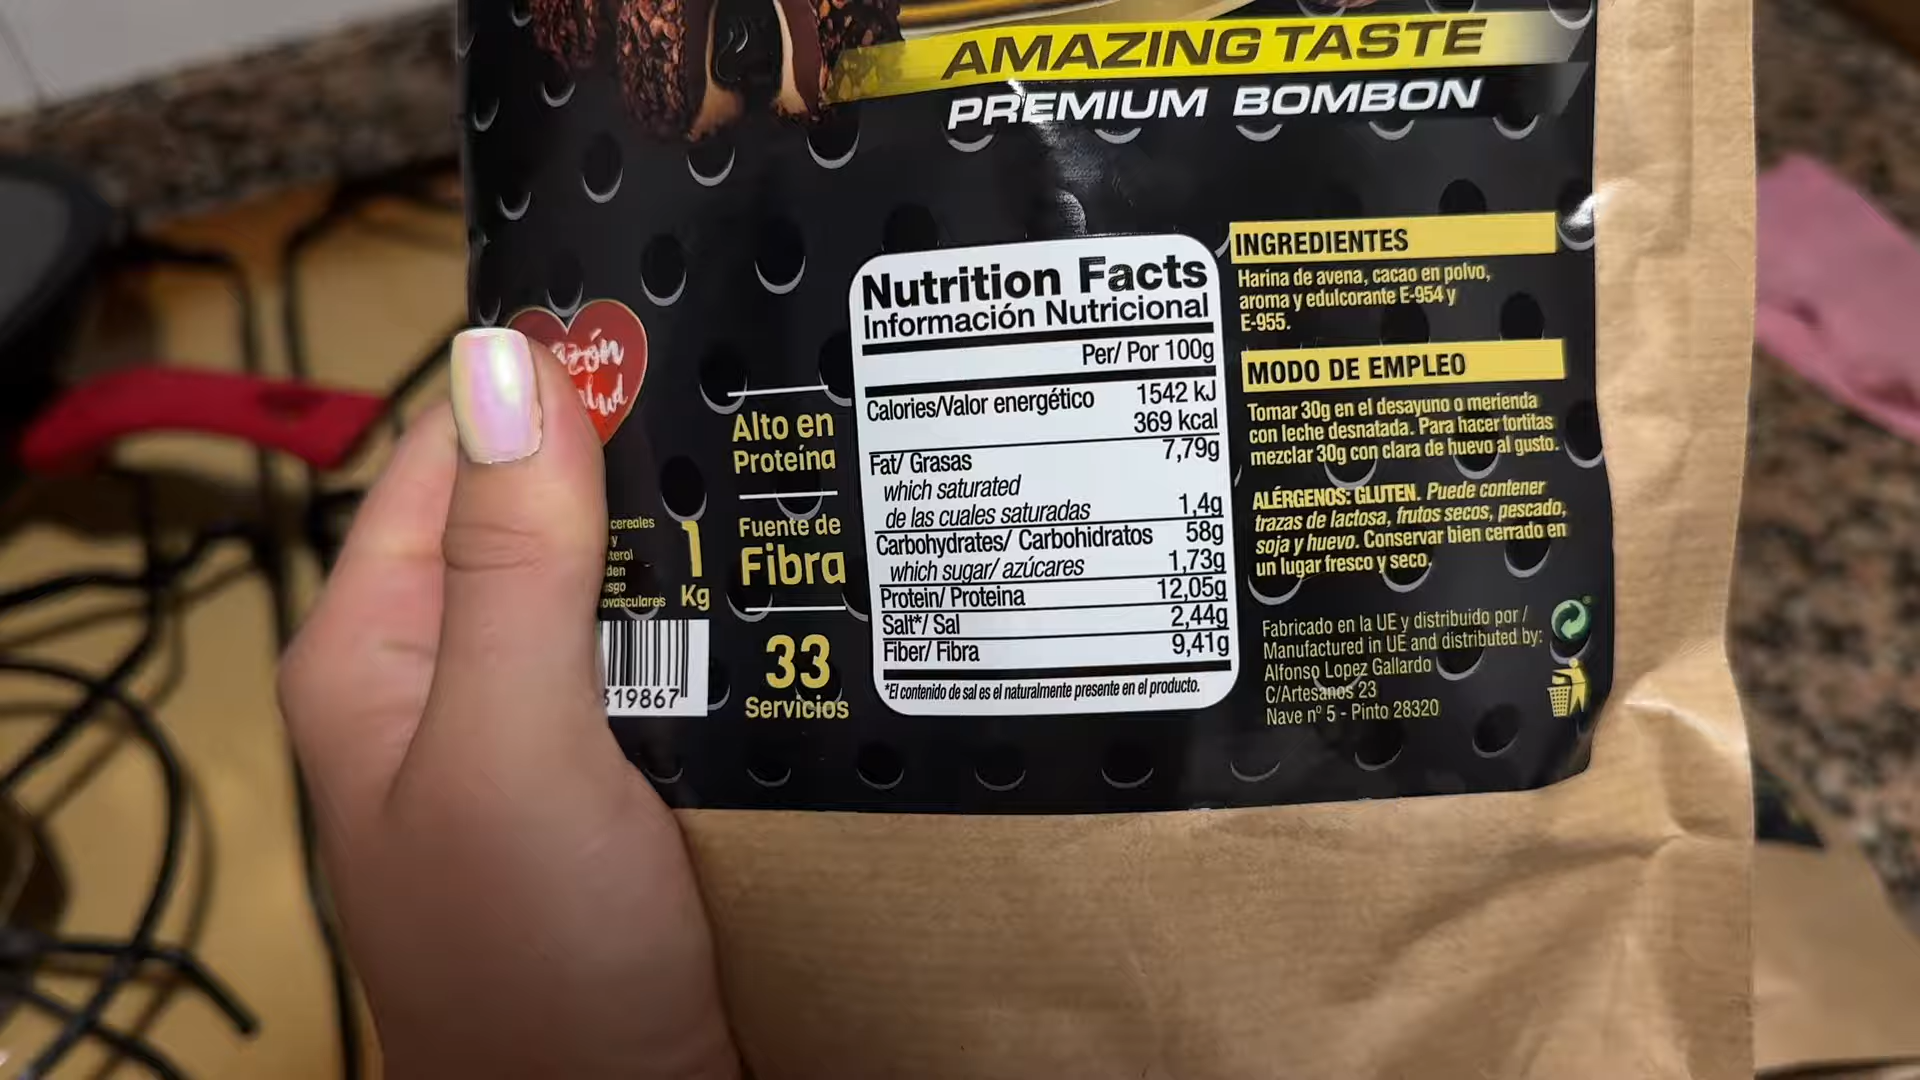 AMAZING TASTE
PREMIUM BOMBON
Alto en
Proteína
Fuente de
Fibra
cereales
y
1
Kg
33
Servicios
19867
Nutrition Facts
Información Nutricional
Per/ Por 100g
Calories/Valor energético 1542 kJ
369 kcal
Fat/ Grasas 7,79g
which saturated
de las cuales saturadas 1,4g
Carbohydrates/ Carbohidratos 58g
which sugar/ azúcares 1,73g
Protein/ Proteina 12,05g
Salt*/ Sal 2,44g
Fiber/ Fibra 9,41g
*El contenido de sal es el naturalmente presente en el producto.
INGREDIENTES
Harina de avena, cacao en polvo,
aroma y edulcorante E-954 y
E-955.
MODO DE EMPLEO
Tomar 30g en el desayuno o merienda
con leche desnatada. Para hacer tortitas
mezclar 30g con clara de huevo al gusto.
ALÉRGENOS: GLUTEN. Puede contener
trazas de lactosa, frutos secos, pescado,
soja y huevo. Conservar bien cerrado en
un lugar fresco y seco.
Fabricado en la UE y distribuido por /
Manufactured in UE and distributed by:
Alfonso Lopez Gallardo
C/Artesanos 23
Nave nº 5 - Pinto 28320